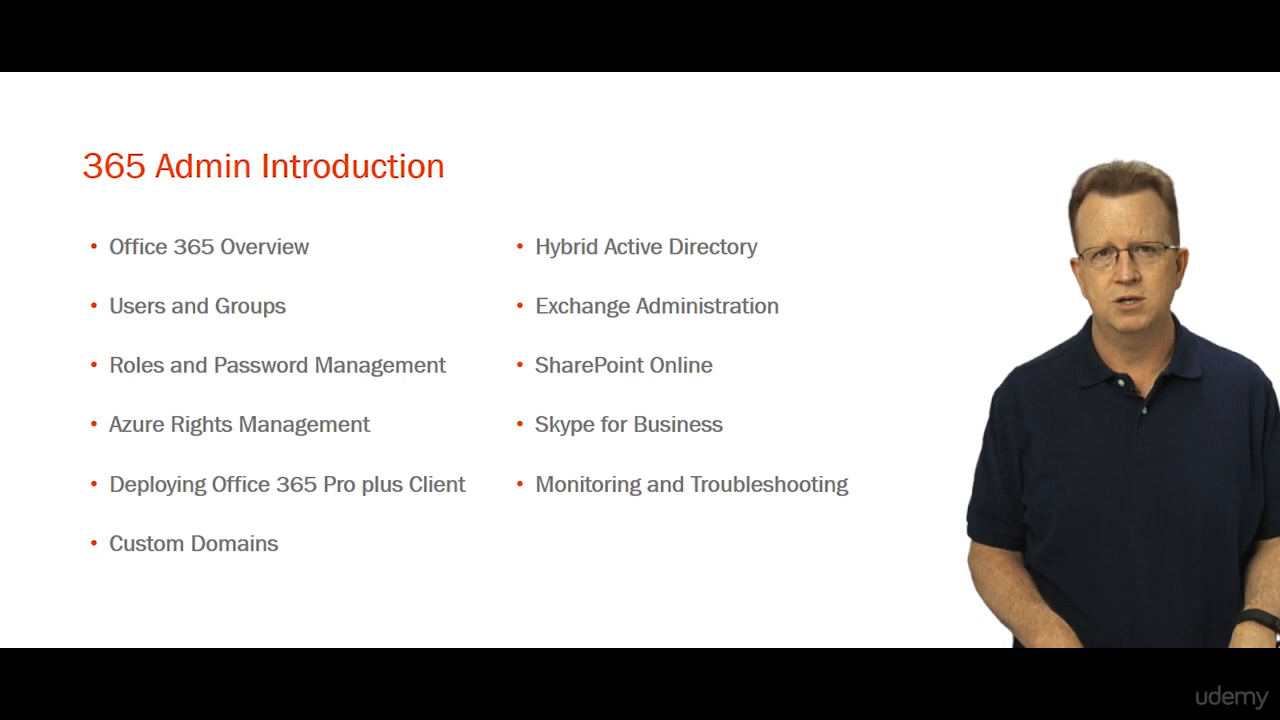 365 Admin Introduction
• Office 365 Overview
• Users and Groups
• Roles and Password Management
• Azure Rights Management
• Deploying Office 365 Pro plus Client
• Custom Domains
• Hybrid Active Directory
• Exchange Administration
• SharePoint Online
• Skype for Business
• Monitoring and Troubleshooting
udemy